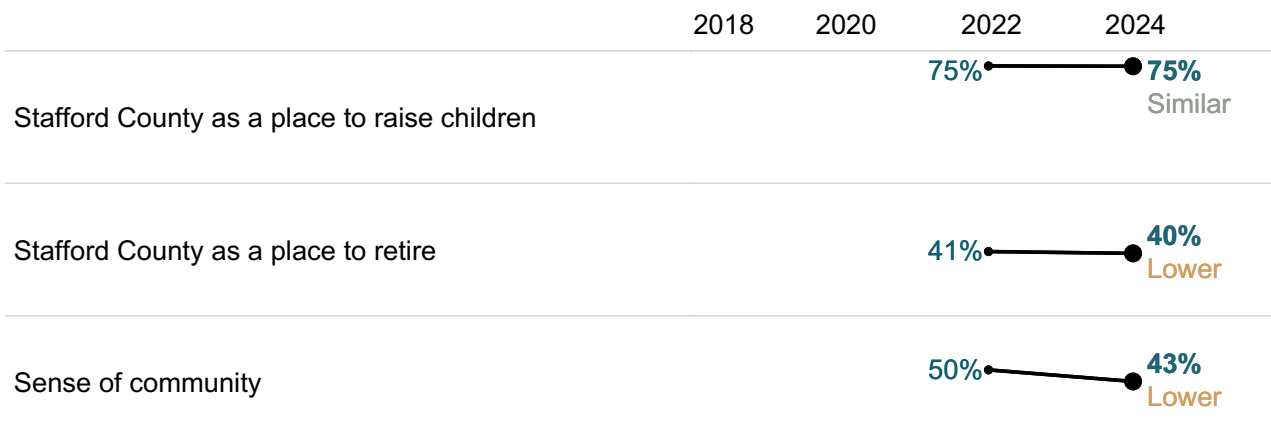 2018 2020 2022 2024
75% 75%
Similar
Stafford County as a place to raise children
40%
Stafford County as a place to retire 41%
Lower
43%
50%
Sense of community
Lower